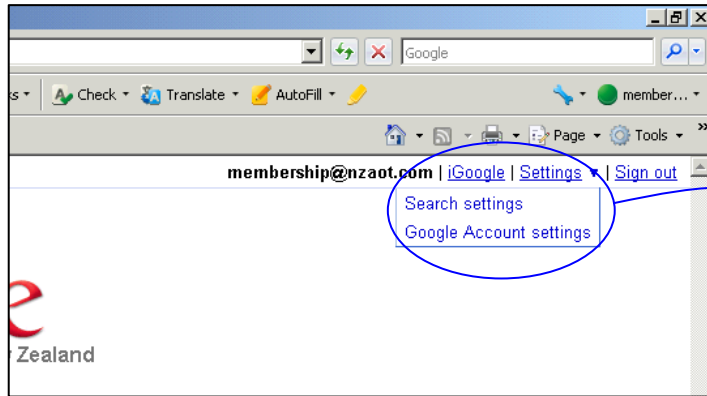 Google
Check Translate AutoFill member...
Page Tools »
membership@nzaot.com | iGoogle | Settings ▼ | Sign out
Search settings
Google Account settings
e
Zealand